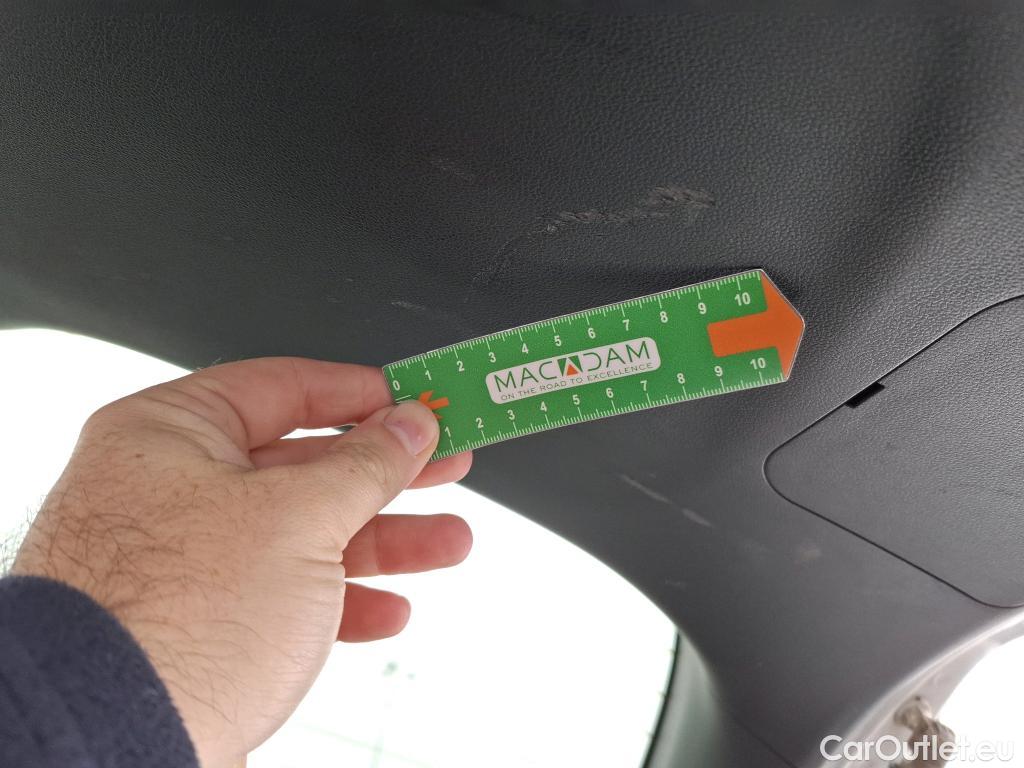 0 1 2 3 4 5 6 7 8 9 10
MACADAM
ON THE ROAD TO EXCELLENCE
1 2 3 4 5 6 7 8 9 10
CarOutlet.eu